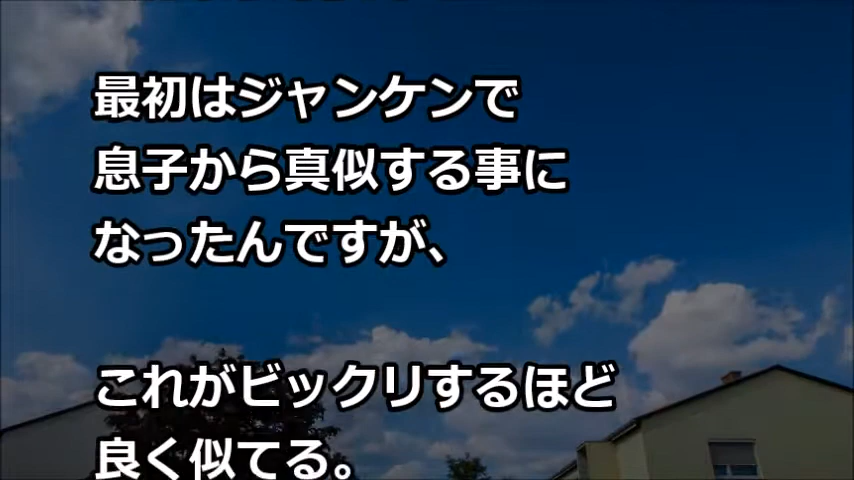 最初はジャンケンで
息子から真似する事に
なったんですが、
これがビックリするほど
良く似てる。